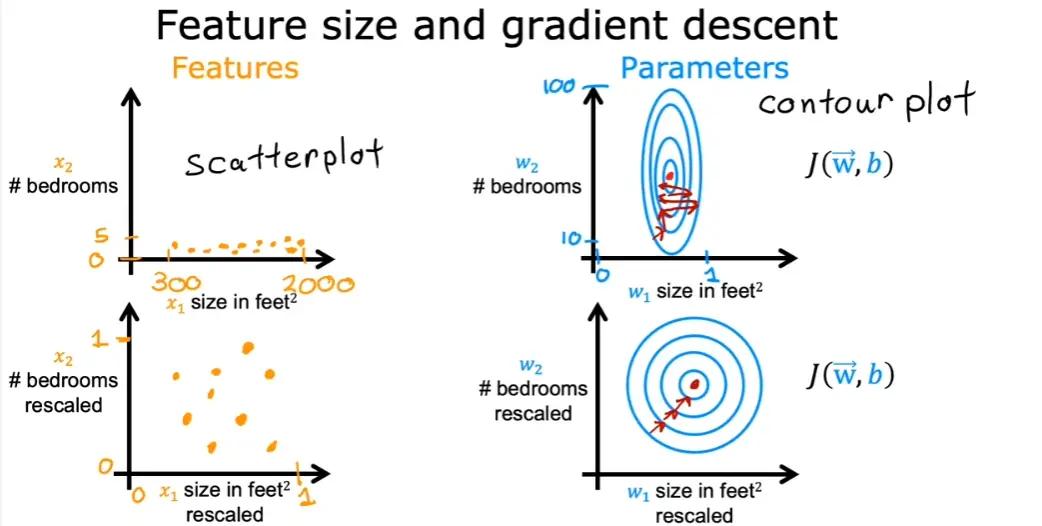 Feature size and gradient descent
Features
Parameters
scatterplot
x₂
# bedrooms
5
0
300
2000
x₁ size in feet²
contour plot
100
w₂
# bedrooms
J(w⃗, b)
10
0
1
w₁ size in feet²
1
x₂
# bedrooms
rescaled
0
0
x₁ size in feet²
1
rescaled
w₂
# bedrooms
rescaled
J(w⃗, b)
w₁ size in feet²
rescaled